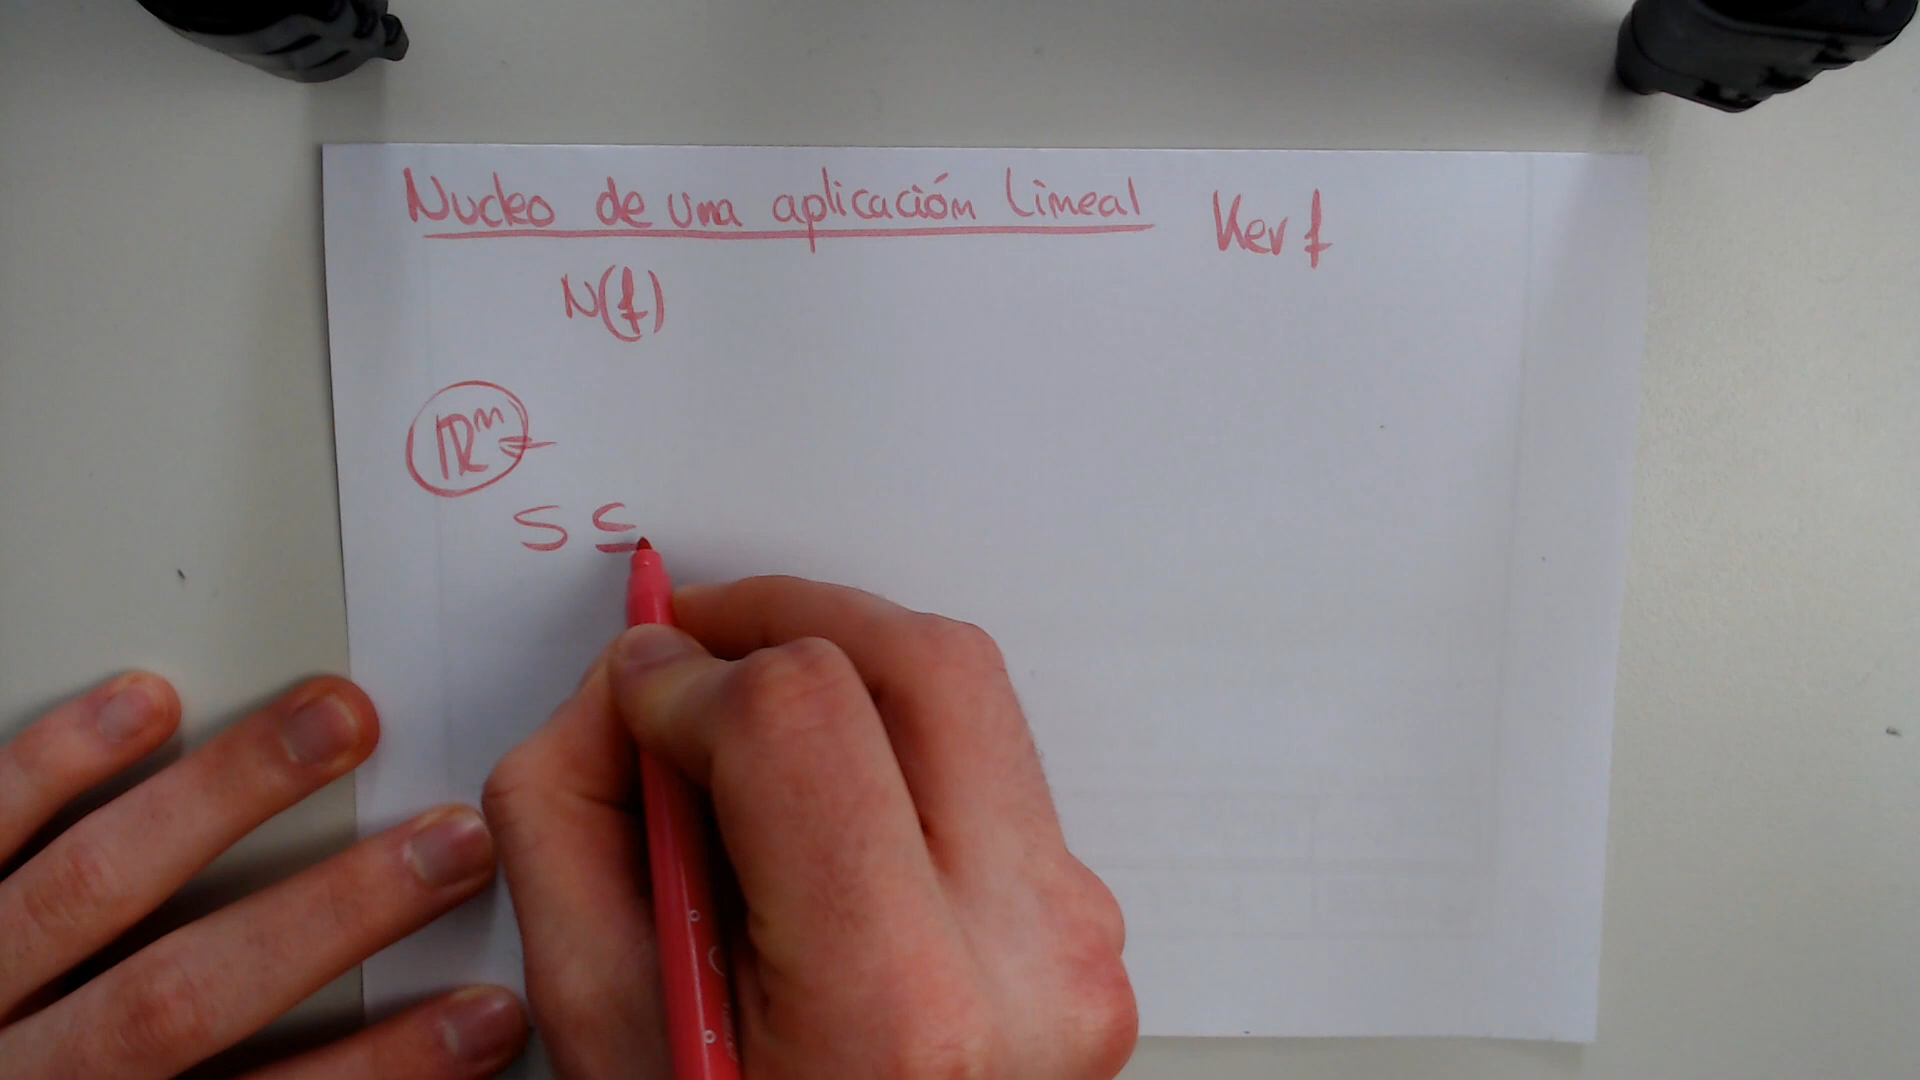 Nucleo de una aplicación lineal Ker f
N(f)
ℝⁿ
S ⊆